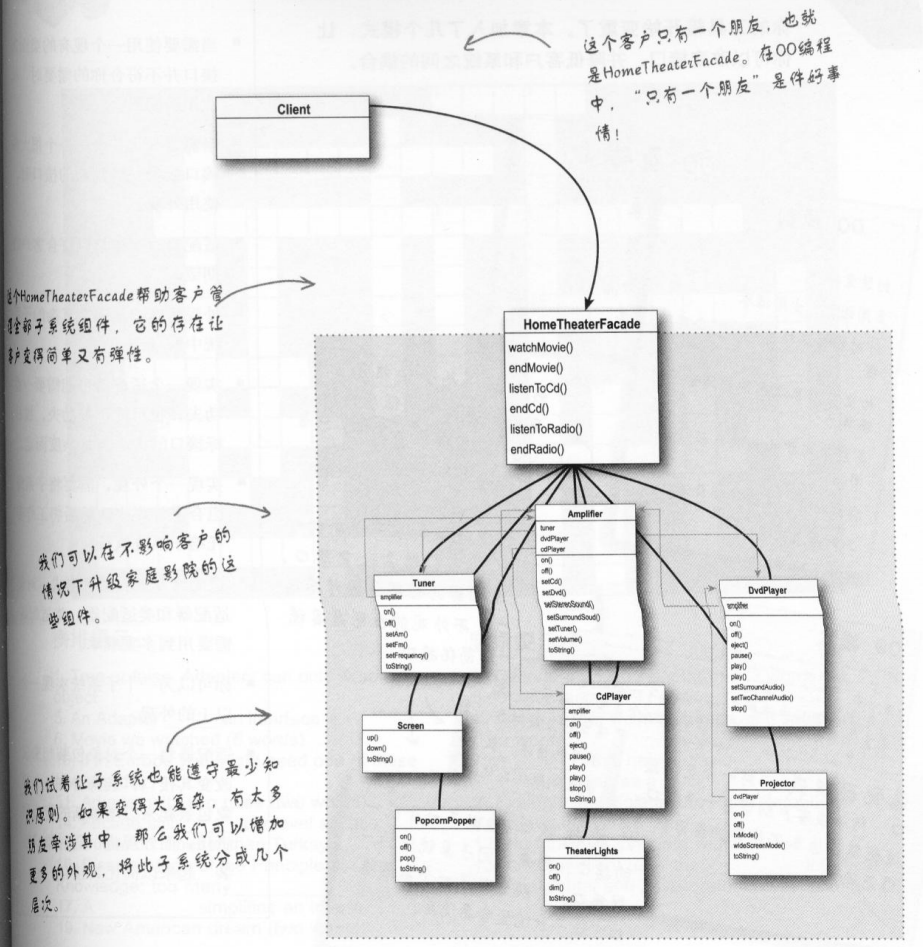 这个客户只有一个朋友，也就
是HomeTheaterFacade。在OO编程
中，“只有一个朋友”是件好事
情！
Client
这个HomeTheaterFacade帮助客户管
理全部子系统组件，它的存在让
客户变得简单又有弹性。
HomeTheaterFacade
watchMovie()
endMovie()
listenToCd()
endCd()
listenToRadio()
endRadio()
我们可以在不影响客户的
情况下升级家庭影院的这
些组件。
Amplifier
tuner
dvdPlayer
cdPlayer
on()
off()
setCd()
setDvd()
setStereoSound()
setSurroundSoud()
setTuner()
setVolume()
toString()
Tuner
amplifier
on()
off()
setAm()
setFm()
setFrequency()
toString()
DvdPlayer
amplifier
on()
off()
eject()
pause()
play()
play()
setSurroundAudio()
setTwoChannelAudio()
stop()
CdPlayer
amplifier
on()
off()
eject()
pause()
play()
play()
stop()
toString()
Screen
up()
down()
toString()
我们试着让子系统也能遵守最少知
识原则。如果变得太复杂，有太多
朋友牵涉其中，那么我们可以增加
更多的外观，将此子系统分成几个
层次。
Projector
dvdPlayer
on()
off()
tvMode()
wideScreenMode()
toString()
PopcornPopper
on()
off()
pop()
toString()
TheaterLights
on()
off()
dim()
toString()